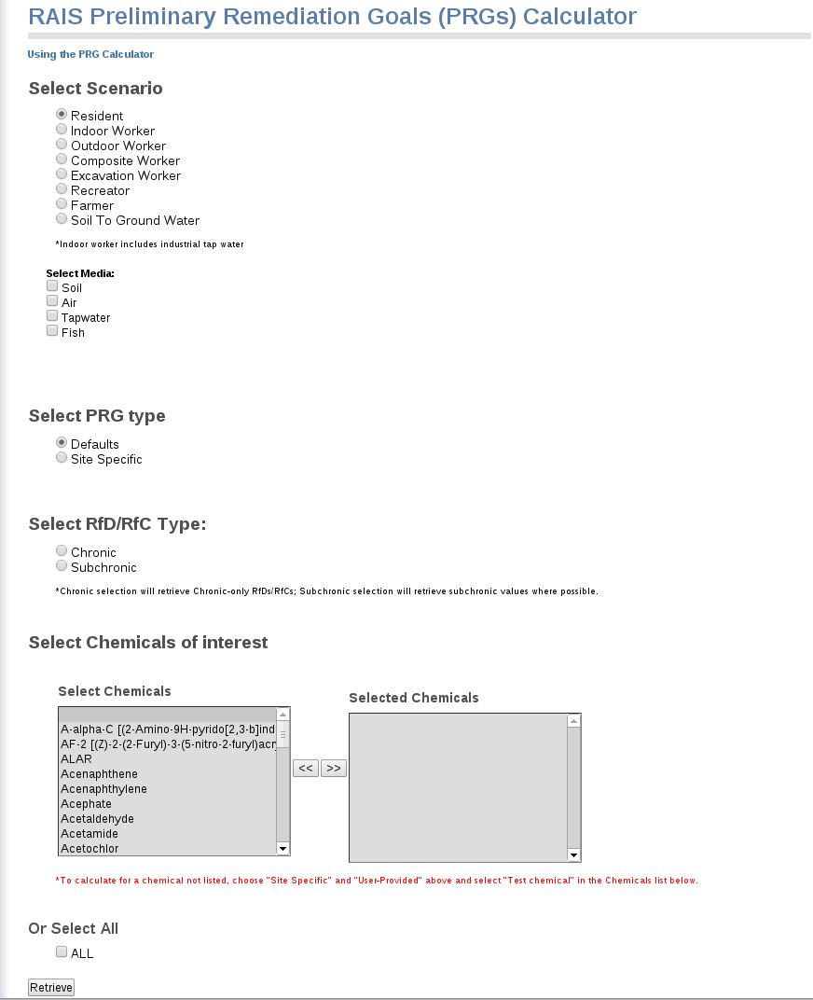 RAIS Preliminary Remediation Goals (PRGs) Calculator
Using the PRG Calculator
Select Scenario
Resident
Indoor Worker
Outdoor Worker
Composite Worker
Excavation Worker
Recreator
Farmer
Soil To Ground Water
*Indoor worker includes industrial tap water
Select Media:
Soil
Air
Tapwater
Fish
Select PRG type
Defaults
Site Specific
Select RfD/RfC Type:
Chronic
Subchronic
*Chronic selection will retrieve Chronic-only RfDs/RfCs; Subchronic selection will retrieve subchronic values where possible.
Select Chemicals of interest
Select Chemicals
A-alpha-C [(2-Amino-9H-pyrido[2,3-b]ind
AF-2 [(Z)-2-(2-Furyl)-3-(5-nitro-2-furyl)acr
ALAR
Acenaphthene
Acenaphthylene
Acephate
Acetaldehyde
Acetamide
Acetochlor
<< >>
Selected Chemicals
*To calculate for a chemical not listed, choose "Site Specific" and "User-Provided" above and select "Test chemical" in the Chemicals list below.
Or Select All
ALL
Retrieve